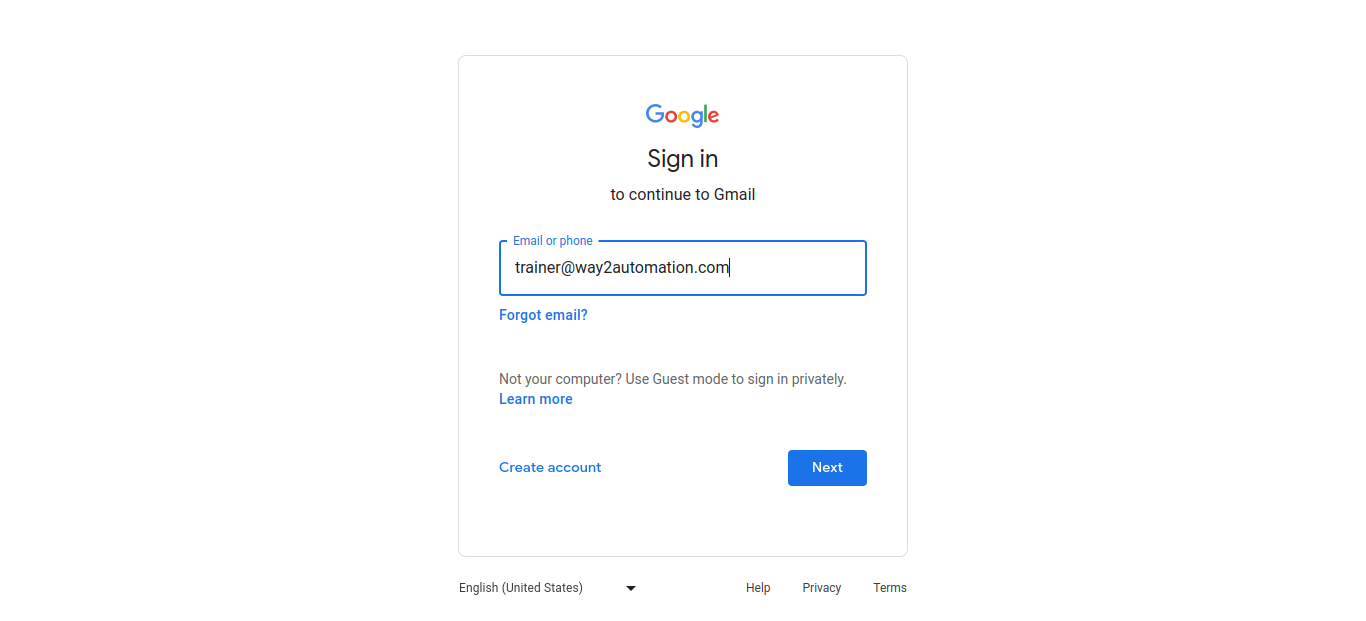 Google
Sign in
to continue to Gmail
Email or phone
trainer@way2automation.com
Forgot email?
Not your computer? Use Guest mode to sign in privately.
Learn more
Create account
Next
English (United States)
Help
Privacy
Terms